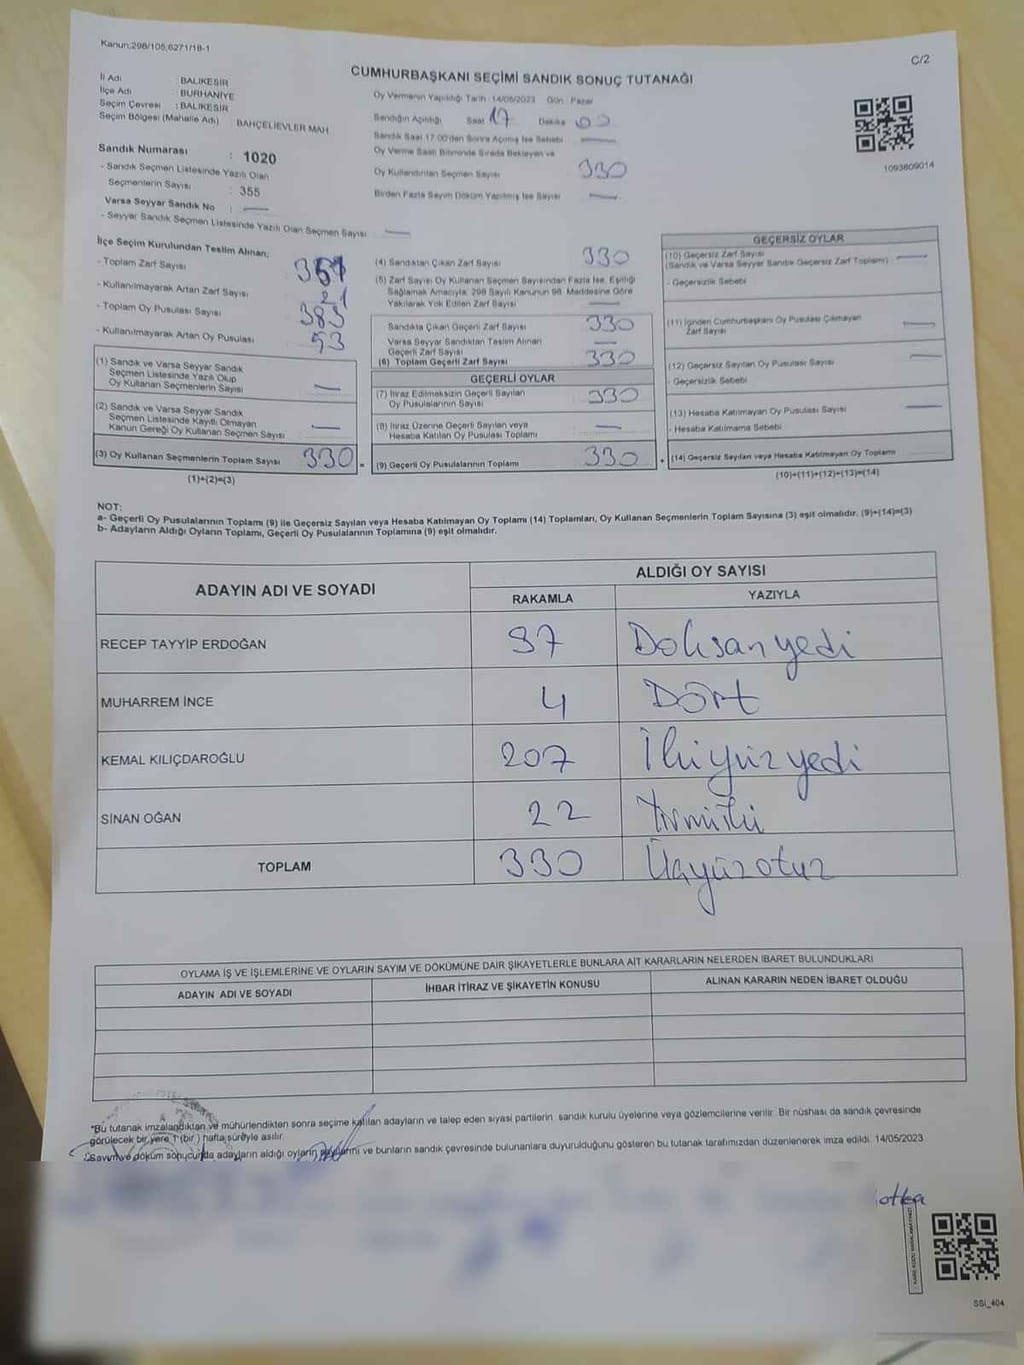 Kanun;298/105,6271/18-1
C/2
CUMHURBAŞKANI SEÇİMİ SANDIK SONUÇ TUTANAĞI
İl Adı : BALIKESİR
İlçe Adı : BURHANİYE
Seçim Çevresi : BALIKESİR
Seçim Bölgesi (Mahalle Adı) BAHÇELİEVLER MAH.
Sandık Numarası : 1020
- Sandık Seçmen Listesinde Yazılı Olan
Seçmenlerin Sayısı : 355
Varsa Seyyar Sandık No : —
- Seyyar Sandık Seçmen Listesinde Yazılı Olan Seçmen Sayısı —
Oy Vermenin Yapıldığı Tarih :14/05/2023 Gün : Pazar
Sandığın Açıldığı Saat 17 Dakika 00
Sandık Saat 17:00'den Sonra Açılmış İse Sebebi —
Oy Verme Saati Bitiminde Sırada Bekleyen ve
Oy Kullandırılan Seçmen Sayısı 330
Birden Fazla Sayım Döküm Yapılmış İse Sayısı —
1093609014
İlçe Seçim Kurulundan Teslim Alınan;
- Toplam Zarf Sayısı
- Kullanılmayarak Artan Zarf Sayısı 21
- Toplam Oy Pusulası Sayısı 383
- Kullanılmayarak Artan Oy Pusulası 53
(1) Sandık ve Varsa Seyyar Sandık
Seçmen Listesinde Yazılı Olup
Oy Kullanan Seçmenlerin Sayısı —
(2) Sandık ve Varsa Seyyar Sandık
Seçmen Listesinde Kayıtlı Olmayan
Kanun Gereği Oy Kullanan Seçmen Sayısı —
(3) Oy Kullanan Seçmenlerin Toplam Sayısı 330 =
(1)+(2)=(3)
(4) Sandıktan Çıkan Zarf Sayısı 330
(5) Zarf Sayısı Oy Kullanan Seçmen Sayısından Fazla İse, Eşitliği
Sağlamak Amacıyla, 298 Sayılı Kanunun 98. Maddesine Göre
Yakılarak Yok Edilen Zarf Sayısı —
Sandıkta Çıkan Geçerli Zarf Sayısı 330
Varsa Seyyar Sandıktan Teslim Alınan
Geçerli Zarf Sayısı —
(6) Toplam Geçerli Zarf Sayısı 330
GEÇERLİ OYLAR
(7) İtiraz Edilmeksizin Geçerli Sayılan
Oy Pusulalarının Sayısı 330
(8) İtiraz Üzerine Geçerli Sayılan veya
Hesaba Katılan Oy Pusulası Toplamı —
(9) Geçerli Oy Pusulalarının Toplamı 330 +
GEÇERSİZ OYLAR
(10) Geçersiz Zarf Sayısı
(Sandık ve Varsa Seyyar Sandık Geçersiz Zarf Toplamı) —
- Geçersizlik Sebebi
(11) İçinden Cumhurbaşkanı Oy Pusulası Çıkmayan
Zarf Sayısı —
(12) Geçersiz Sayılan Oy Pusulası Sayısı —
- Geçersizlik Sebebi
(13) Hesaba Katılmayan Oy Pusulası Sayısı —
- Hesaba Katılmama Sebebi
(14) Geçersiz Sayılan veya Hesaba Katılmayan Oy Toplamı
(10)+(11)+(12)+(13)=(14)
NOT:
a- Geçerli Oy Pusulalarının Toplamı (9) ile Geçersiz Sayılan veya Hesaba Katılmayan Oy Toplamı (14) Toplamları, Oy Kullanan Seçmenlerin Toplam Sayısına (3) eşit olmalıdır. (9)+(14)=(3)
b- Adayların Aldığı Oyların Toplamı, Geçerli Oy Pusulalarının Toplamına (9) eşit olmalıdır.
ADAYIN ADI VE SOYADI ALDIĞI OY SAYISI
RAKAMLA YAZIYLA
RECEP TAYYİP ERDOĞAN 97 Doksanyedi
MUHARREM İNCE 4 Dört
KEMAL KILIÇDAROĞLU 207 İkiyüzyedi
SİNAN OĞAN 22 Yirmiiki
TOPLAM 330 Üçyüzotuz
OYLAMA İŞ VE İŞLEMLERİNE VE OYLARIN SAYIM VE DÖKÜMÜNE DAİR ŞİKAYETLERLE BUNLARA AİT KARARLARIN NELERDEN İBARET BULUNDUKLARI
ADAYIN ADI VE SOYADI İHBAR İTİRAZ VE ŞİKAYETİN KONUSU ALINAN KARARIN NEDEN İBARET OLDUĞU
*Bu tutanak imzalandıktan ve mühürlendikten sonra seçime katılan adayların ve talep eden siyasi partilerin sandık kurulu üyelerine veya gözlemcilerine verilir. Bir nüshası da sandık çevresinde
görülecek bir yere 1 (bir ) hafta süreyle asılır.
*Sayım ve döküm sonucunda adayların aldığı oyların sayılarını ve bunların sandık çevresinde bulunanlara duyurulduğunu gösteren bu tutanak tarafımızdan düzenlenerek imza edildi. 14/05/2023
SSİ_404